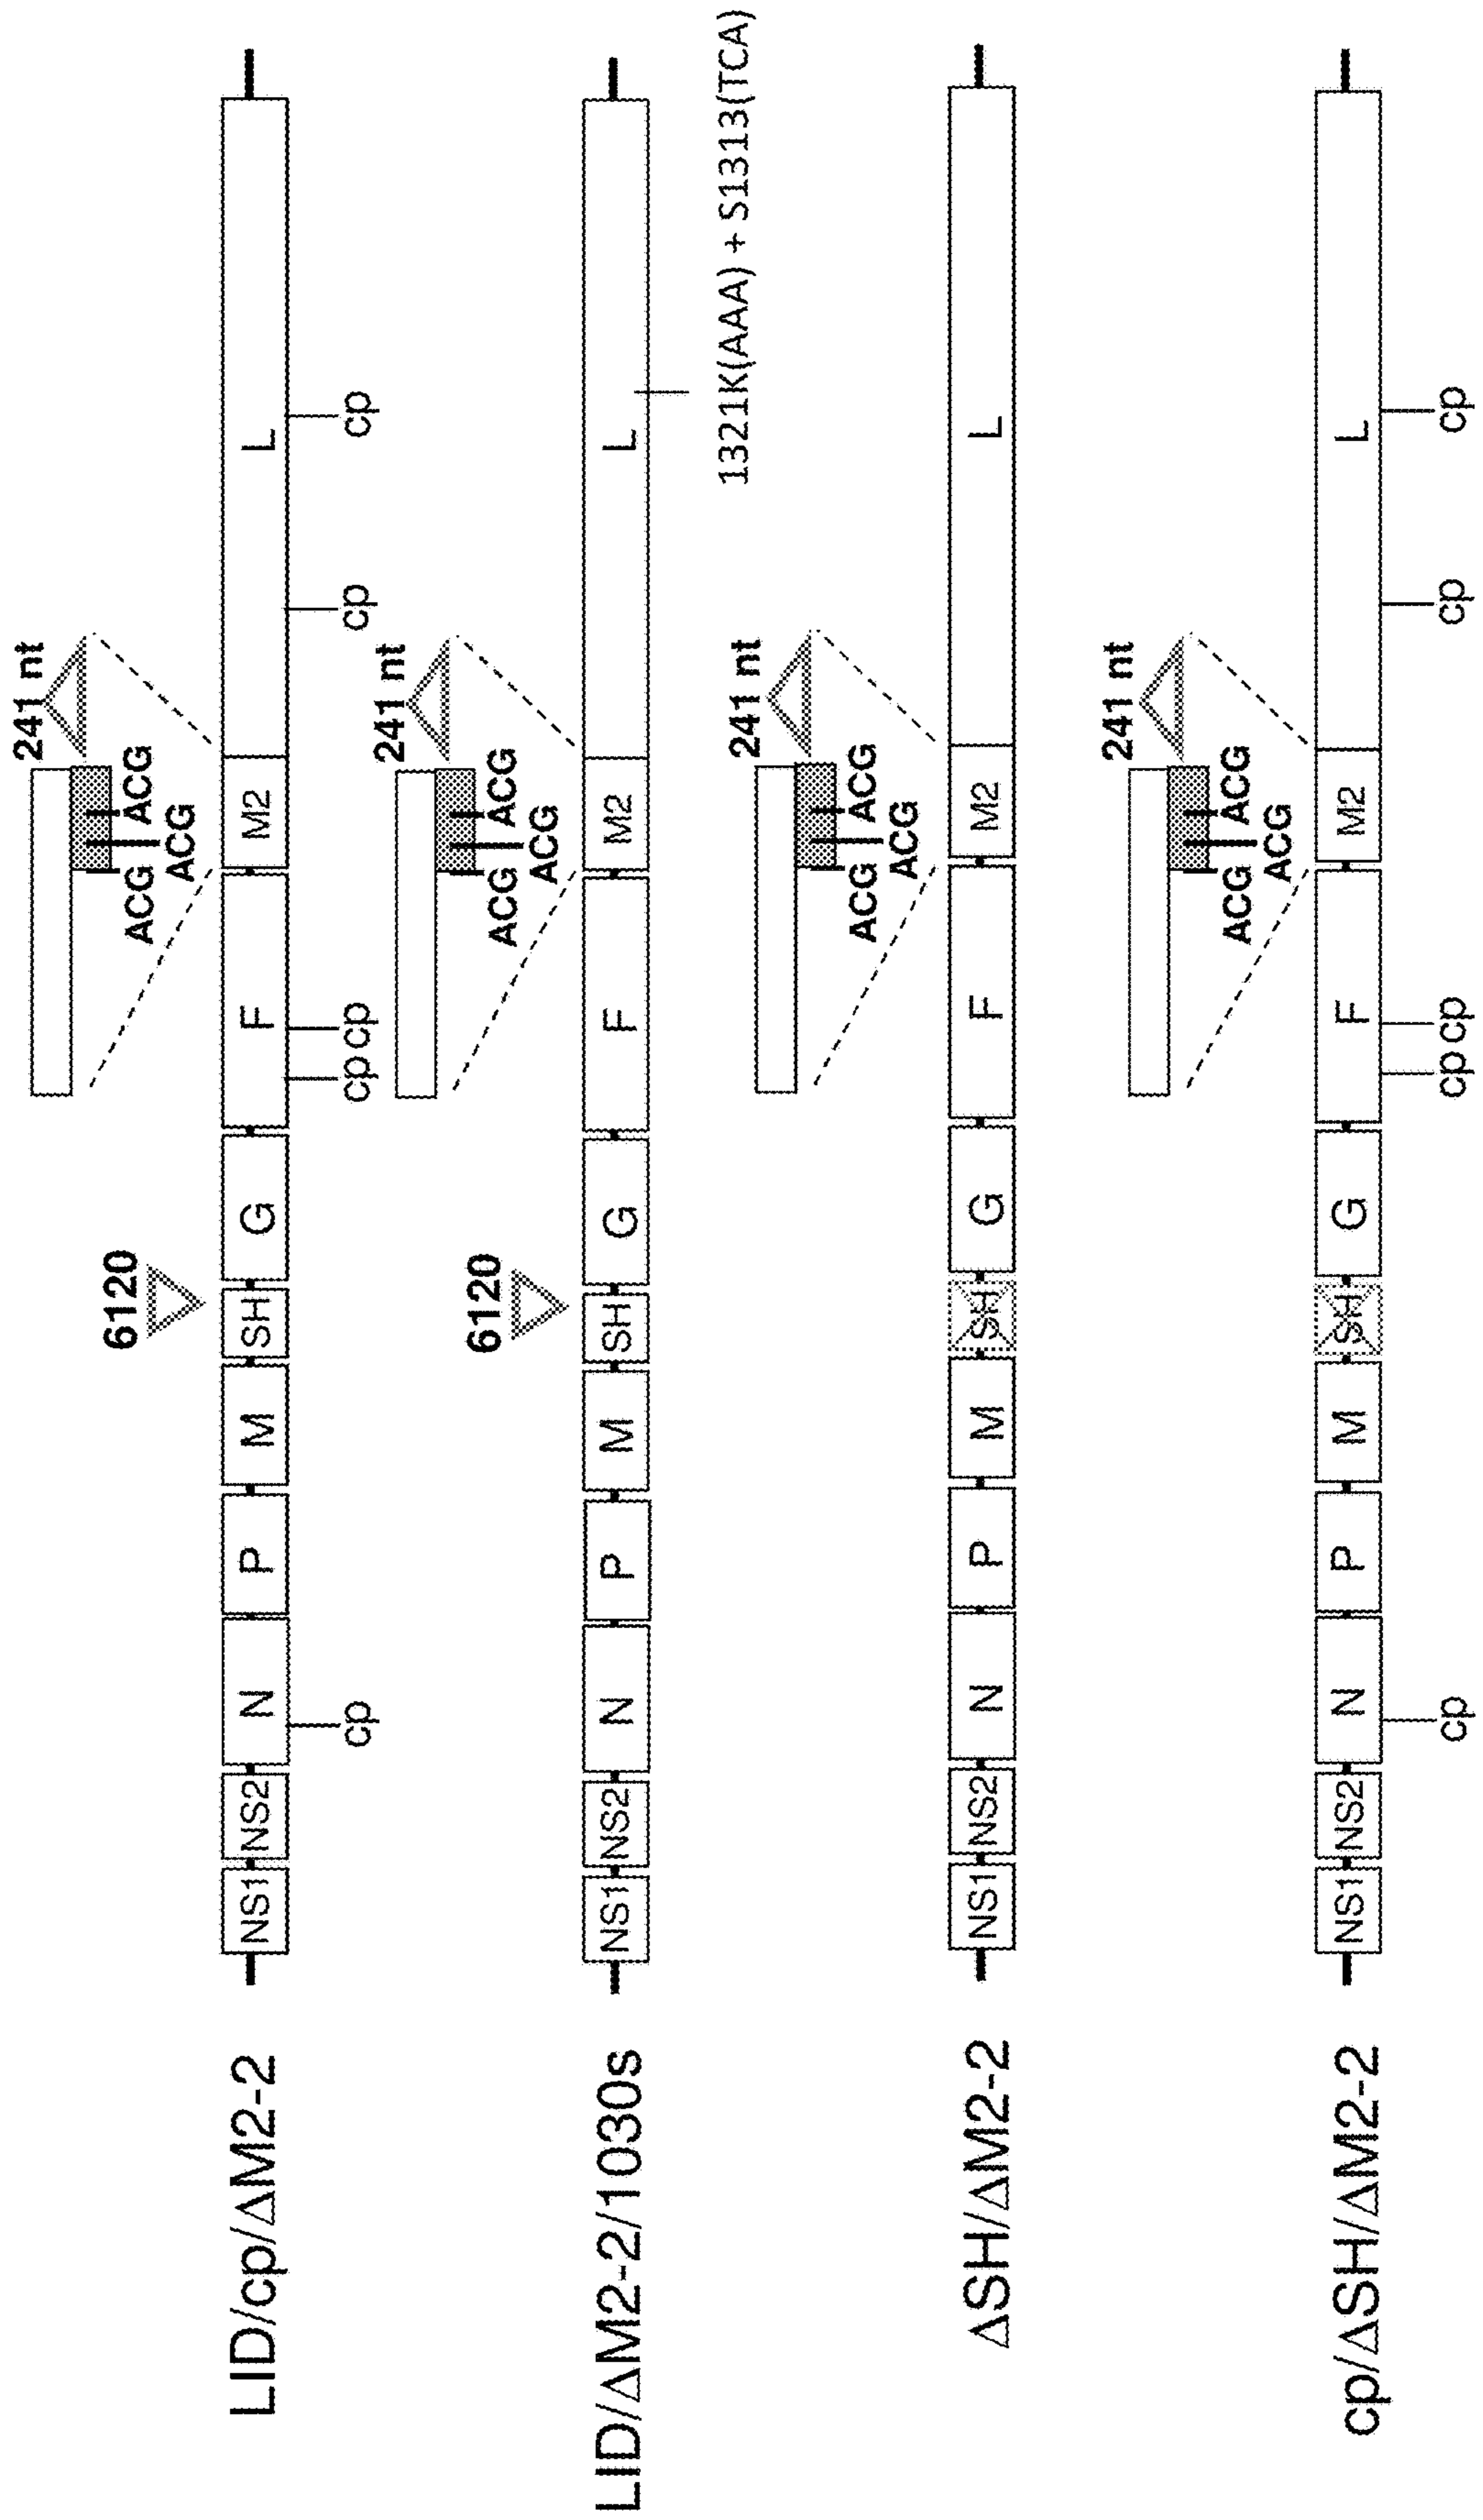 241 nt
ACG ACG
ACG
6120
LID/cp/ΔM2-2
NS1 NS2 N P M SH G F M2 L
cp cp cp cp cp
241 nt
ACG ACG
ACG
6120
LID/ΔM2-2/1030s
NS1 NS2 N P M SH G F M2 L
1321K(AAA) + S1313(TCA)
241 nt
ACG ACG
ACG
ΔSH/ΔM2-2
NS1 NS2 N P M SH G F M2 L
241 nt
ACG ACG
ACG
cp/ΔSH/ΔM2-2
NS1 NS2 N P M SH G F M2 L
cp cp cp cp cp